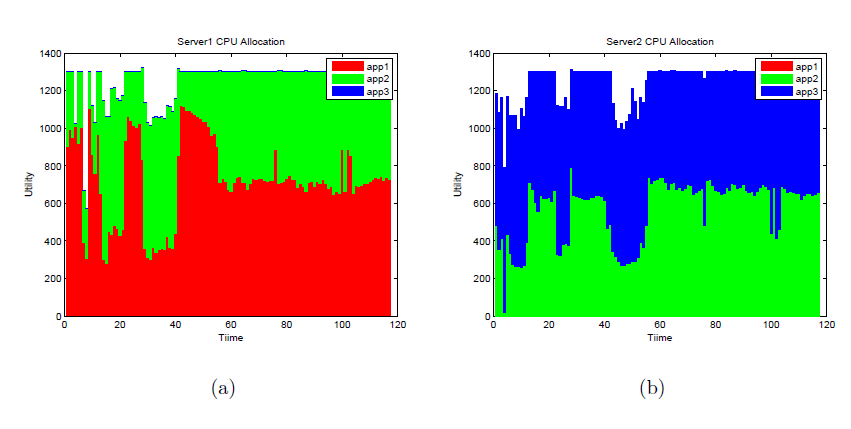 Server1 CPU Allocation
1400
1200
1000
800
600
400
200
0
Utility
app1
app2
app3
0 20 40 60 80 100 120
Tiime
(a)
Server2 CPU Allocation
1400
1200
1000
800
600
400
200
0
Utility
app1
app2
app3
0 20 40 60 80 100 120
Tiime
(b)